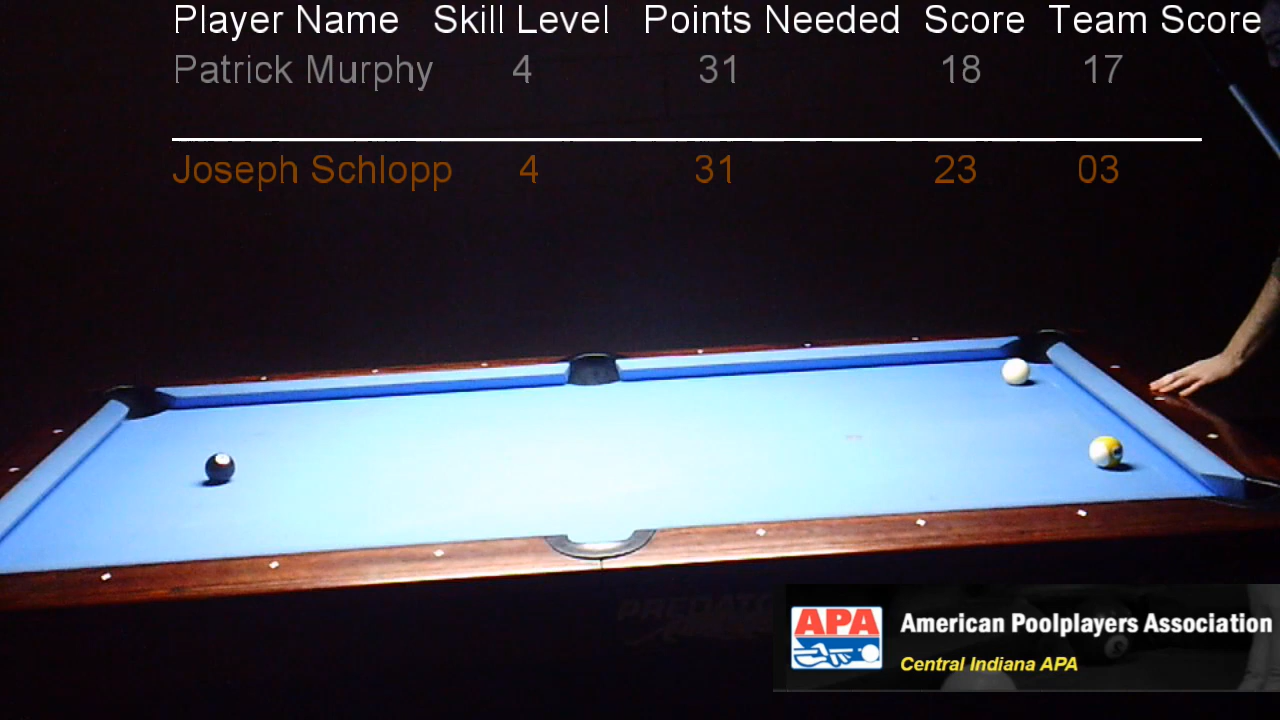 Player Name Skill Level Points Needed Score Team Score
Patrick Murphy 4 31 18 17
Joseph Schlopp 4 31 23 03
PREDATO
APA American Poolplayers Association
Central Indiana APA